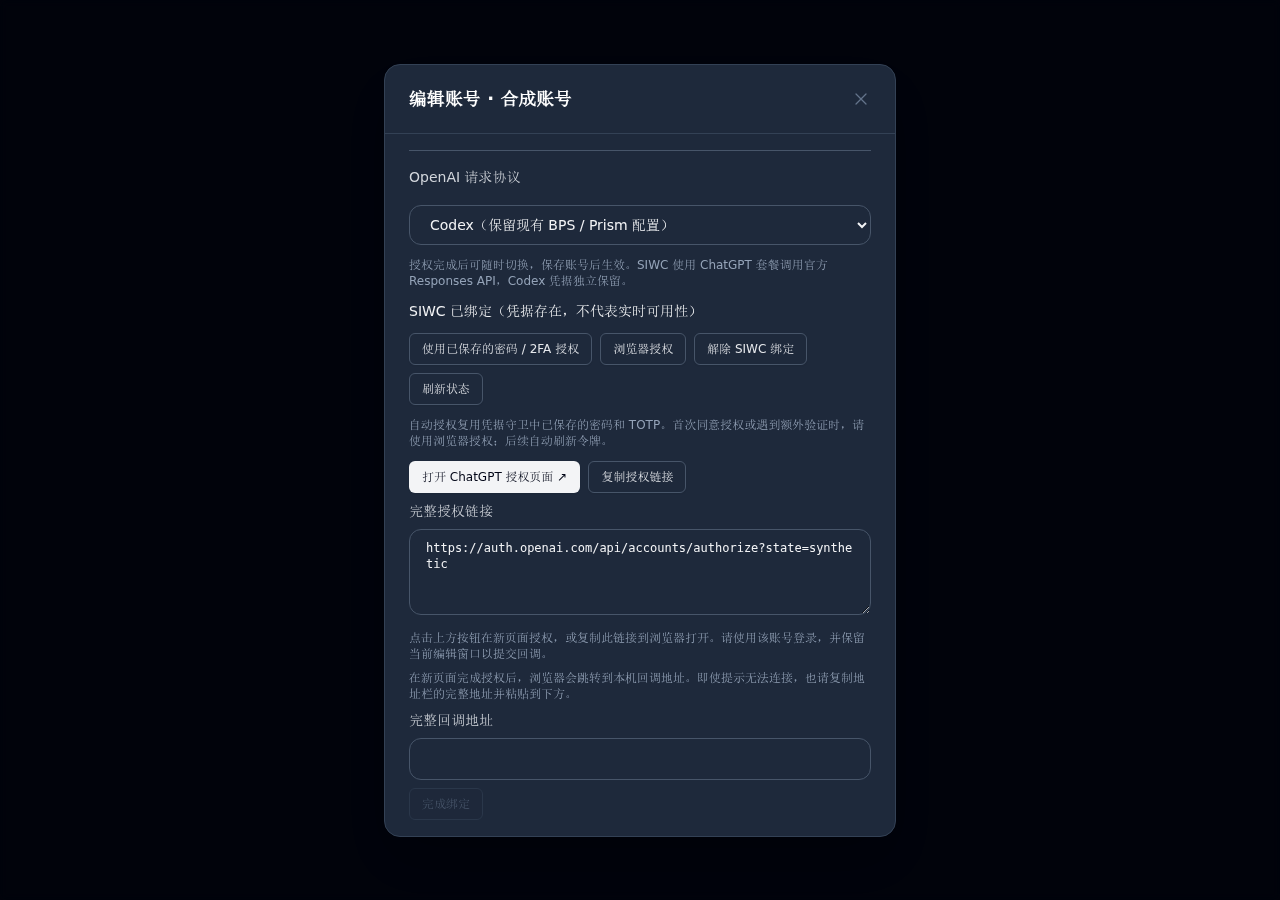 编辑账号 · 合成账号
OpenAI 请求协议
Codex（保留现有 BPS / Prism 配置）
授权完成后可随时切换，保存账号后生效。SIWC 使用 ChatGPT 套餐调用官方
Responses API，Codex 凭据独立保留。
SIWC 已绑定（凭据存在，不代表实时可用性）
使用已保存的密码 / 2FA 授权
浏览器授权
解除 SIWC 绑定
刷新状态
自动授权复用凭据守卫中已保存的密码和 TOTP。首次同意授权或遇到额外验证时，请
使用浏览器授权；后续自动刷新令牌。
打开 ChatGPT 授权页面 ↗
复制授权链接
完整授权链接
https://auth.openai.com/api/accounts/authorize?state=synthe
tic
点击上方按钮在新页面授权，或复制此链接到浏览器打开。请使用该账号登录，并保留
当前编辑窗口以提交回调。
在新页面完成授权后，浏览器会跳转到本机回调地址。即使提示无法连接，也请复制地
址栏的完整地址并粘贴到下方。
完整回调地址
完成绑定